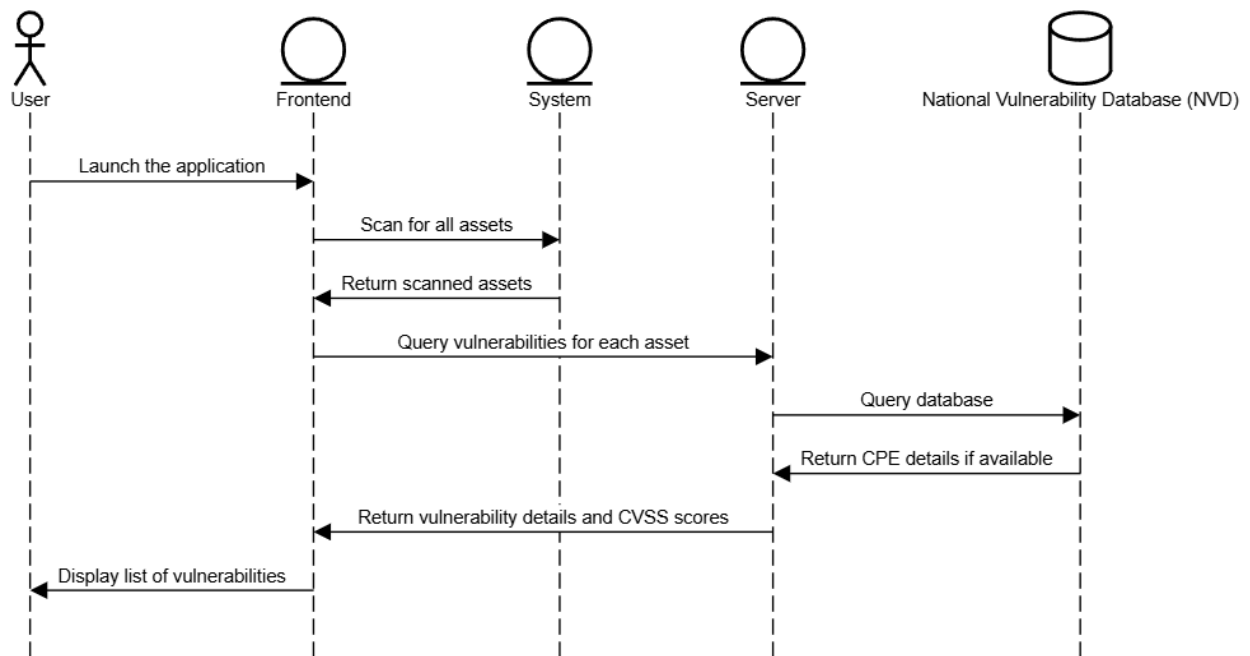 User
Frontend
System
Server
National Vulnerability Database (NVD)
Launch the application
Scan for all assets
Return scanned assets
Query vulnerabilities for each asset
Query database
Return CPE details if available
Return vulnerability details and CVSS scores
Display list of vulnerabilities